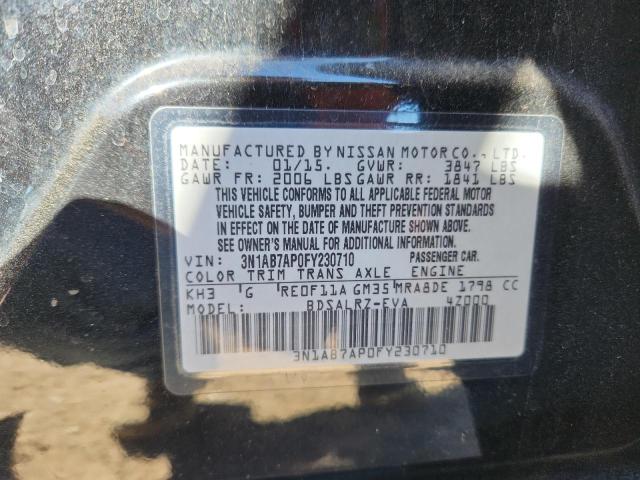 MANUFACTURED BY NISSAN MOTOR CO., LTD.
DATE: 01/15. GVWR: 3847 LBS
GAWR FR: 2006 LBS GAWR RR: 1841 LBS
THIS VEHICLE CONFORMS TO ALL APPLICABLE FEDERAL MOTOR
VEHICLE SAFETY, BUMPER AND THEFT PREVENTION STANDARDS
IN EFFECT ON THE DATE OF MANUFACTURE SHOWN ABOVE.
SEE OWNER'S MANUAL FOR ADDITIONAL INFORMATION.
VIN: 3N1AB7AP0FY230710 PASSENGER CAR.
COLOR TRIM TRANS AXLE ENGINE
KH3 G RE0F11A GM35 MRA8DE 1798 CC
MODEL: BDSALRZ-EVA 4Z000
3N1AB7AP0FY230710